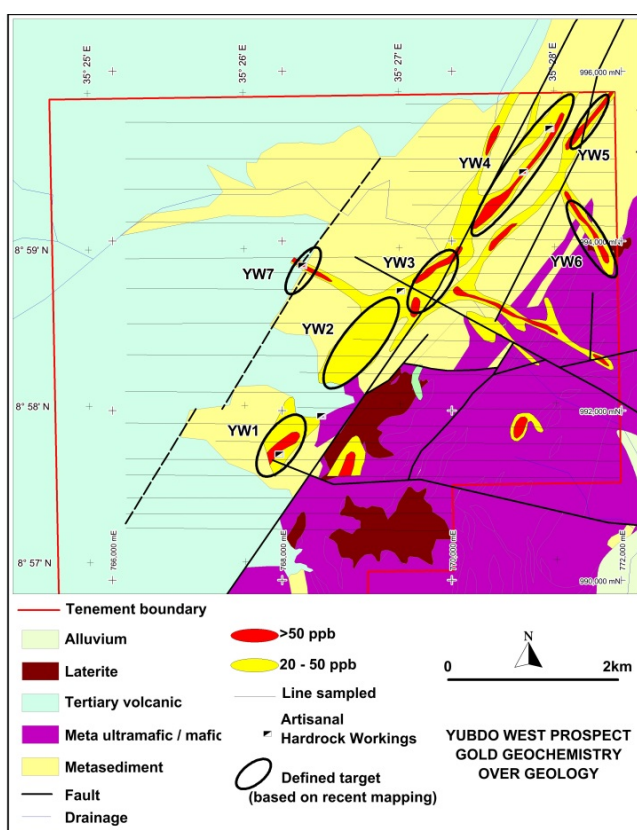 35° 25' E
35° 26' E
35° 27' E
35° 28' E
996,000 mN
YW4
YW5
8° 59' N
994,000 mN
YW3
YW6
YW7
YW2
8° 58' N
992,000 mN
YW1
8° 57' N
766,000 mE
768,000 mE
770,000 mE
990,000 mN
772,000 mE
Tenement boundary
Alluvium
Laterite
Tertiary volcanic
Meta ultramafic / mafic
Metasediment
Fault
Drainage
>50 ppb
20 - 50 ppb
Line sampled
Artisanal
Hardrock Workings
Defined target
(based on recent mapping)
N
0 2km
YUBDO WEST PROSPECT
GOLD GEOCHEMISTRY
OVER GEOLOGY